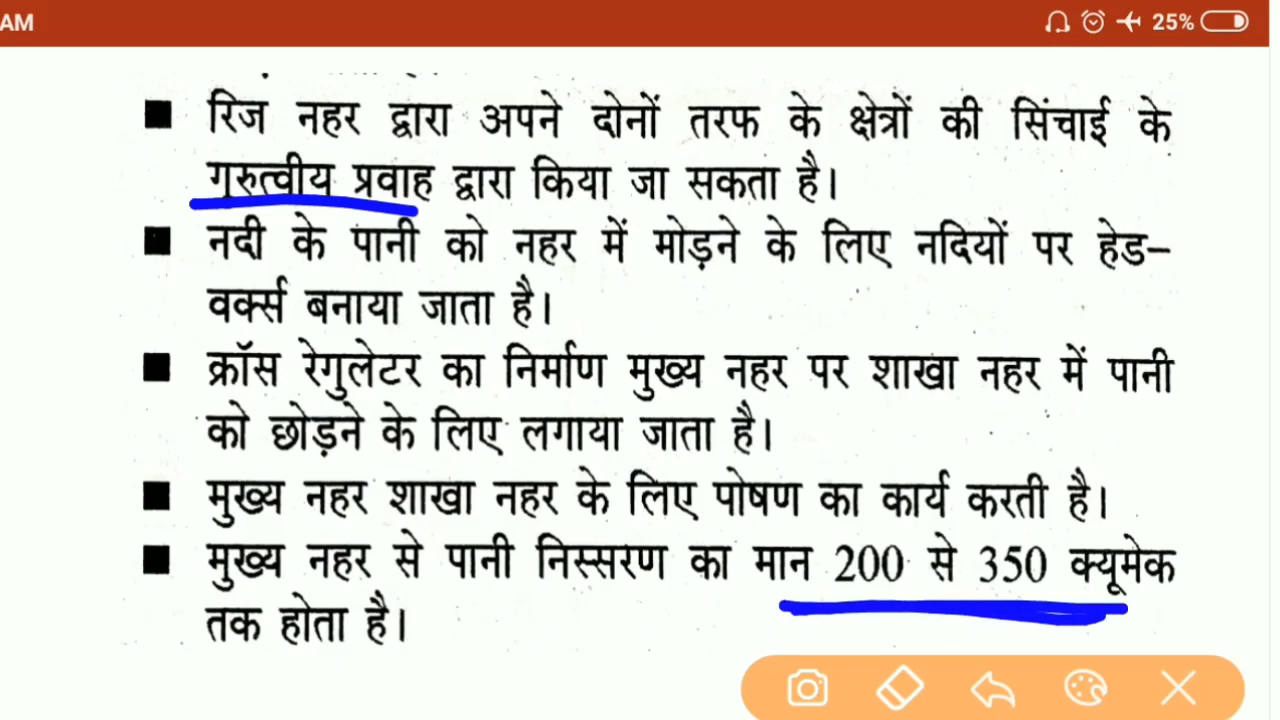 AM
25%
■ रिज नहर द्वारा अपने दोनों तरफ के क्षेत्रों की सिंचाई के
गुरुत्वीय प्रवाह द्वारा किया जा सकता है।
■ नदी के पानी को नहर में मोड़ने के लिए नदियों पर हेड–
वर्क्स बनाया जाता है।
■ क्रॉस रेगुलेटर का निर्माण मुख्य नहर पर शाखा नहर में पानी
को छोड़ने के लिए लगाया जाता है।
■ मुख्य नहर शाखा नहर के लिए पोषण का कार्य करती है।
■ मुख्य नहर से पानी निस्सरण का मान 200 से 350 क्यूमेक
तक होता है।